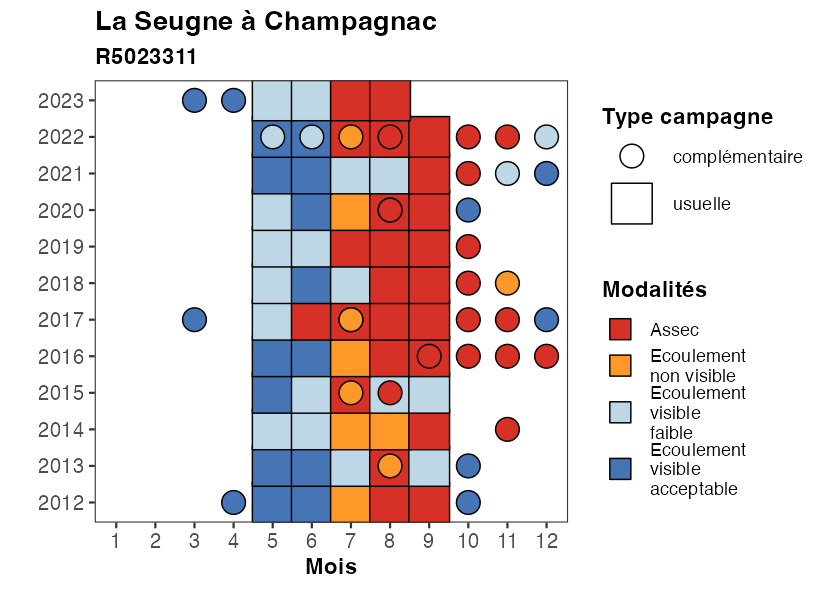 La Seugne à Champagnac
R5023311
2023
2022
2021
2020
2019
2018
2017
2016
2015
2014
2013
2012
1 2 3 4 5 6 7 8 9 10 11 12
Mois
Type campagne
complémentaire
usuelle
Modalités
Assec
Ecoulement
non visible
Ecoulement
visible
faible
Ecoulement
visible
acceptable